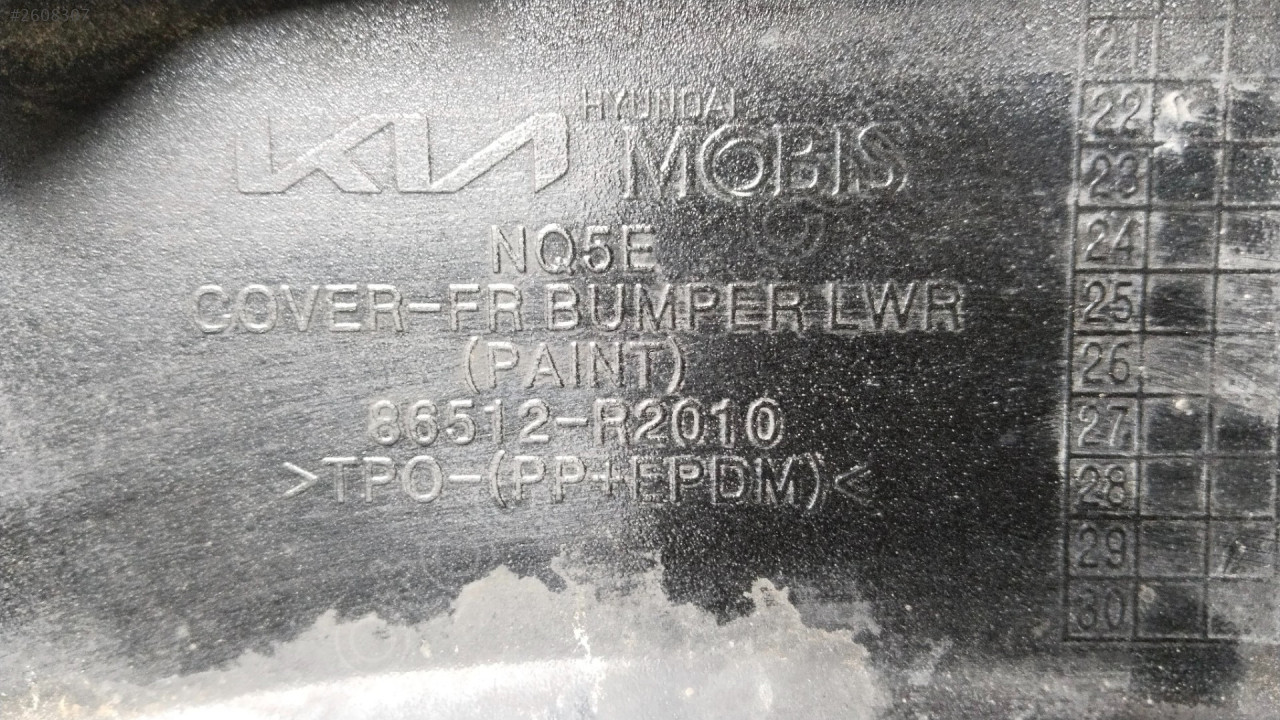 #2608367
KIA HYUNDAI MOBIS
NQ5E
COVER-FR BUMPER LWR
(PAINT)
86512-R2010
>TPO-(PP+EPDM)<
21
22
23
24
25
26
27
28
29
30